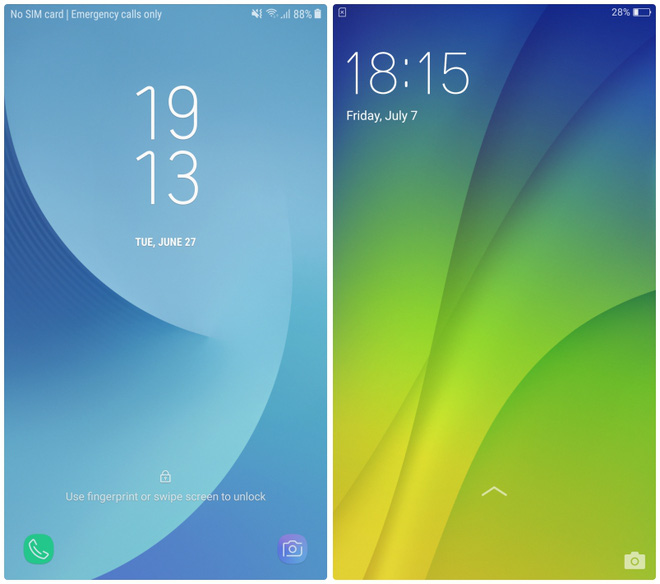 No SIM card | Emergency calls only 88%
19
13
TUE, JUNE 27
Use fingerprint or swipe screen to unlock
28%
18:15
Friday, July 7